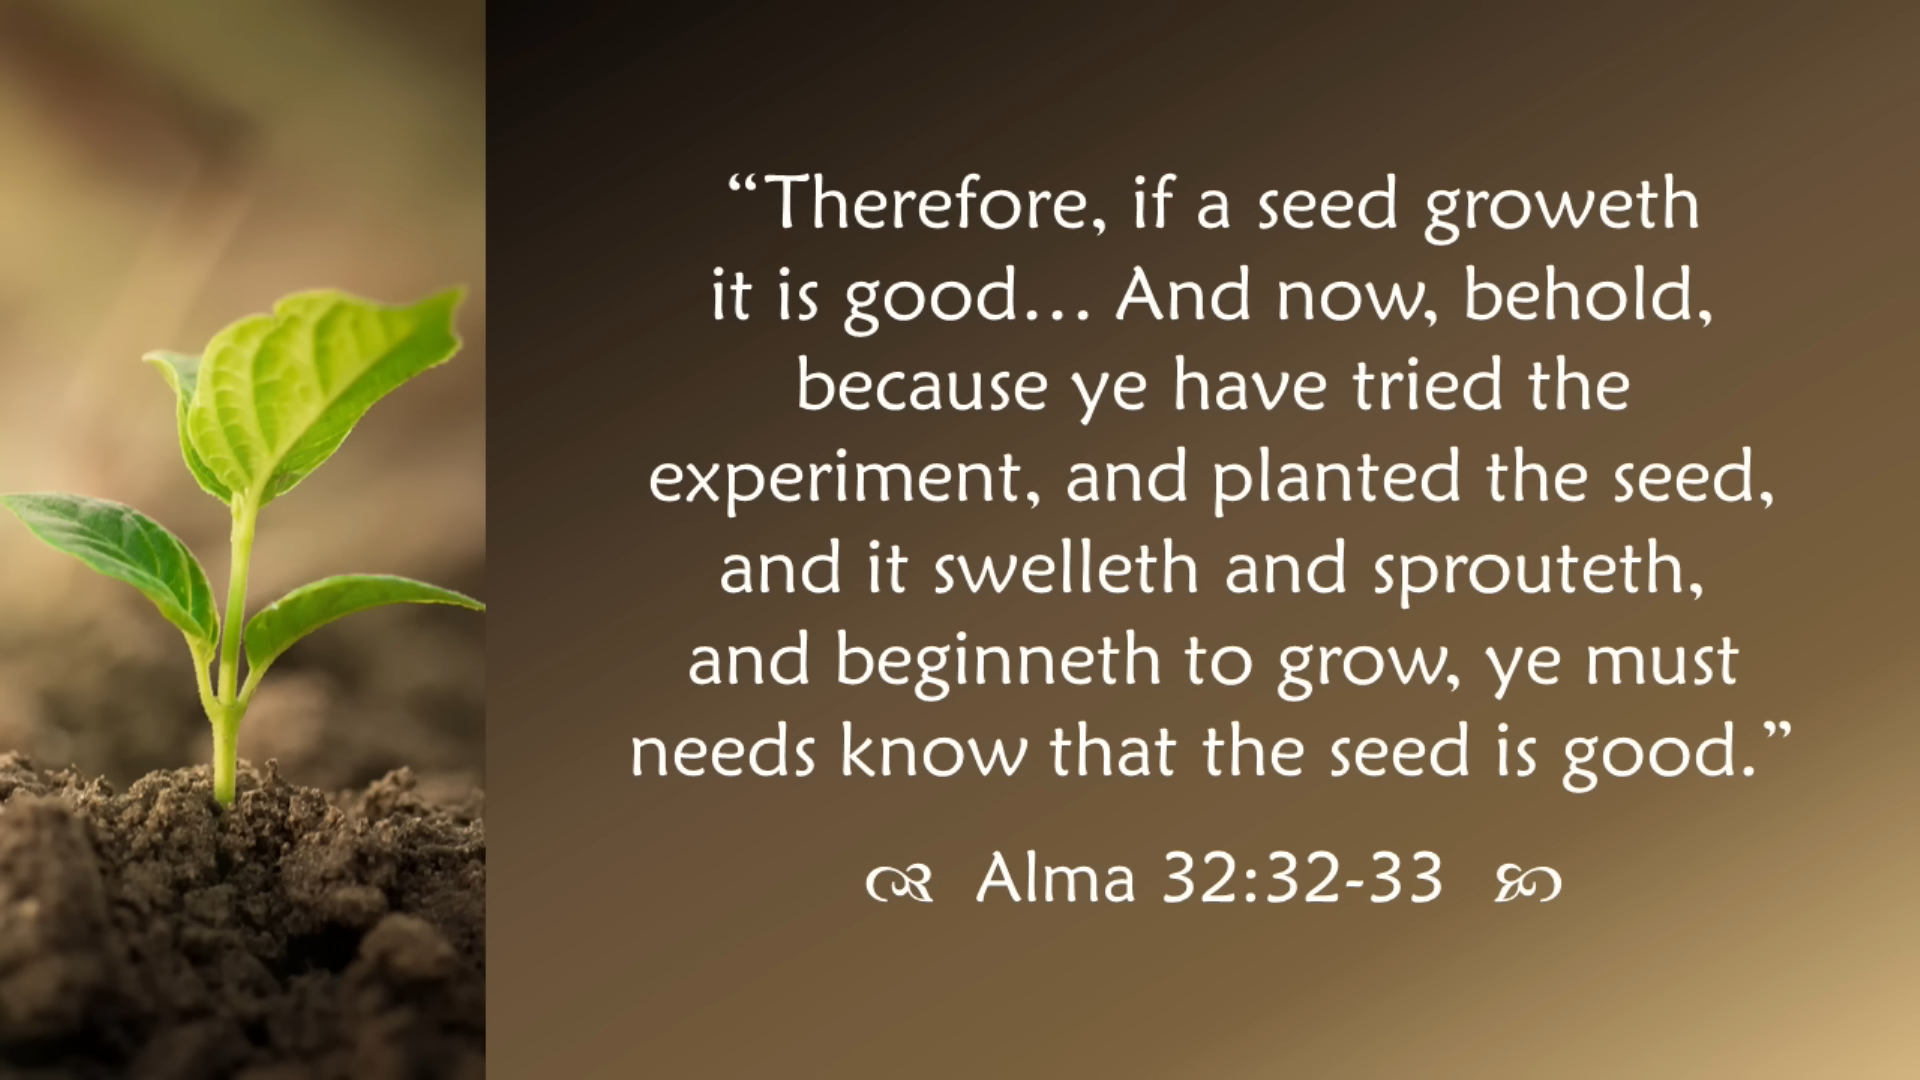 “Therefore, if a seed groweth
it is good... And now, behold,
because ye have tried the
experiment, and planted the seed,
and it swelleth and sprouteth,
and beginneth to grow, ye must
needs know that the seed is good.”
Alma 32:32-33